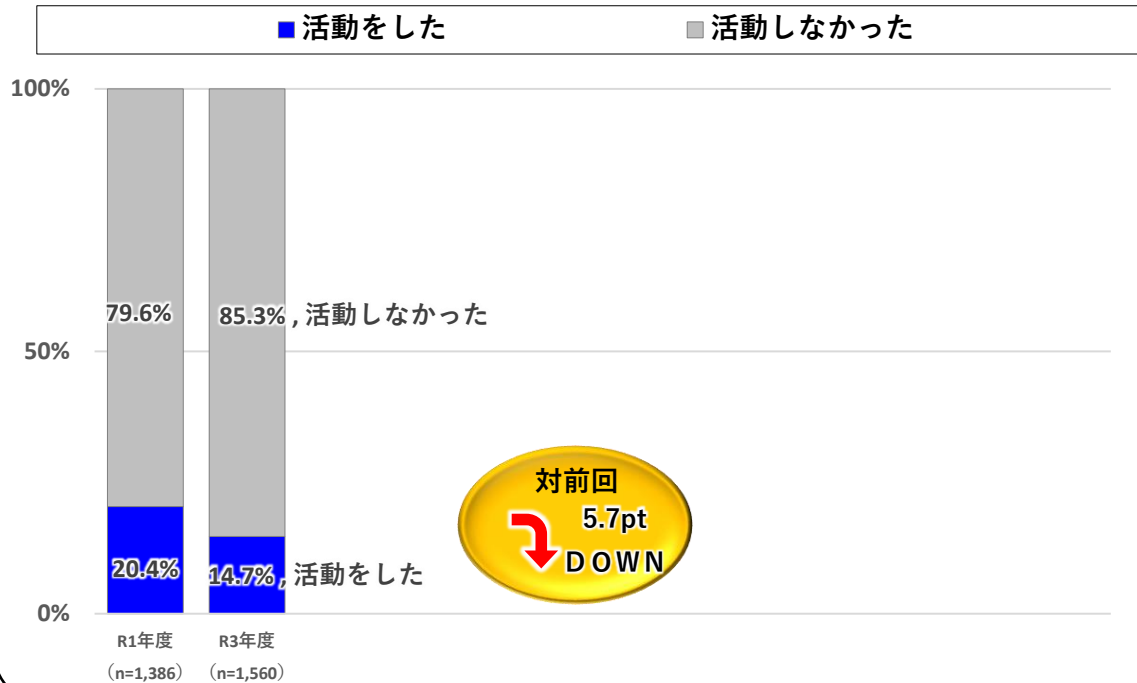 ■活動をした ■活動しなかった
100%
79.6% 85.3% , 活動しなかった
50%
対前回
5.7pt
DOWN
20.4% 14.7% , 活動をした
0%
R1年度 R3年度
（n=1,386） （n=1,560）